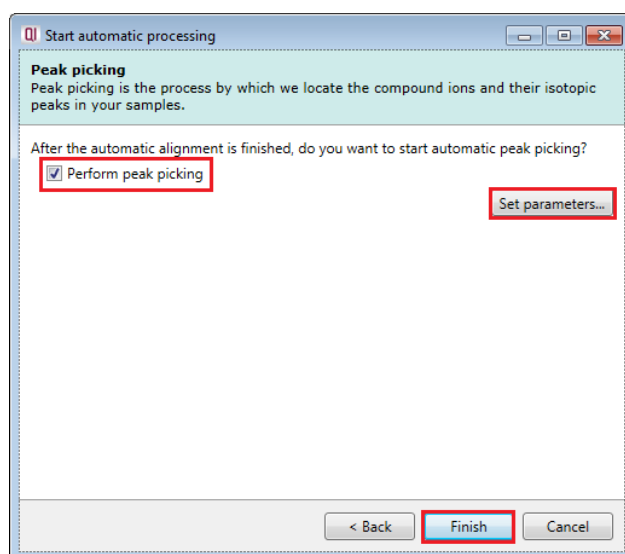 QI Start automatic processing
Peak picking
Peak picking is the process by which we locate the compound ions and their isotopic
peaks in your samples.
After the automatic alignment is finished, do you want to start automatic peak picking?
Perform peak picking
Set parameters...
< Back Finish Cancel